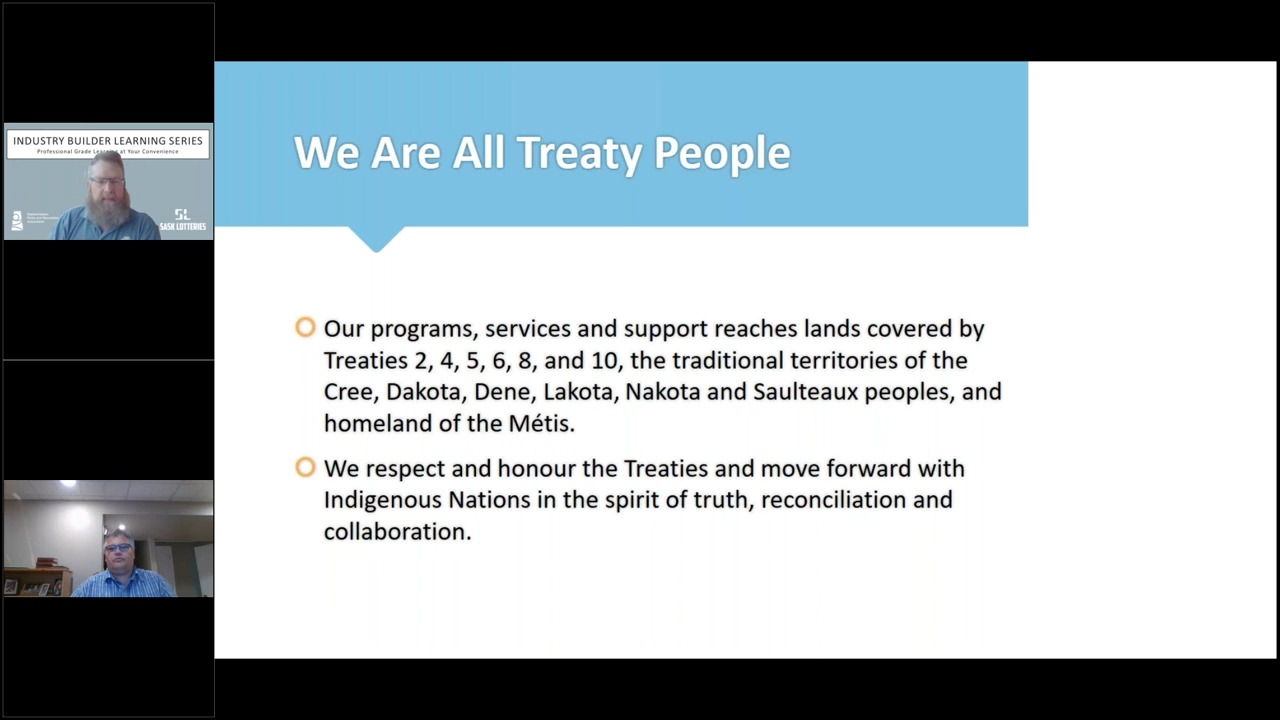 INDUSTRY BUILDER LEARNING SERIES
Professional Grade Learning at Your Convenience
SL
SASK LOTTERIES
We Are All Treaty People
Our programs, services and support reaches lands covered by
Treaties 2, 4, 5, 6, 8, and 10, the traditional territories of the
Cree, Dakota, Dene, Lakota, Nakota and Saulteaux peoples, and
homeland of the Métis.
We respect and honour the Treaties and move forward with
Indigenous Nations in the spirit of truth, reconciliation and
collaboration.